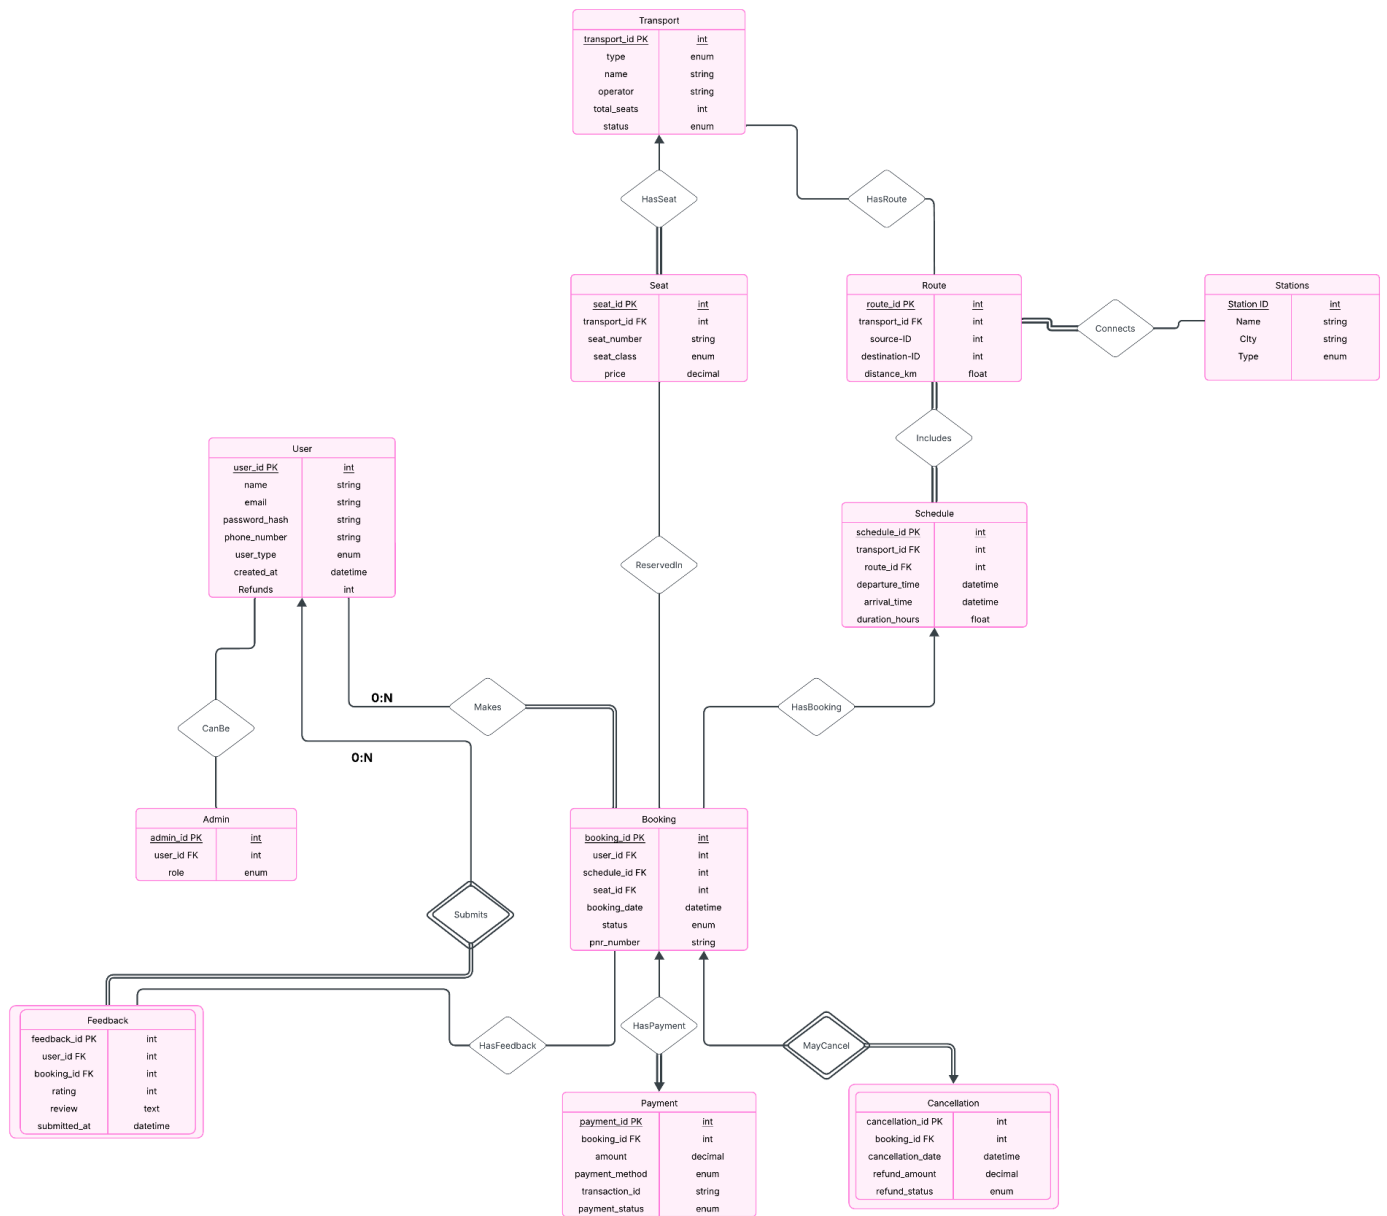 Transport
transport_id PK int
type enum
name string
operator string
total_seats int
status enum
HasSeat
HasRoute
Seat
seat_id PK int
transport_id FK int
seat_number string
seat_class enum
price decimal
Route
route_id PK int
transport_id FK int
source-ID int
destination-ID int
distance_km float
Connects
Stations
Station ID int
Name string
CIty string
Type enum
Includes
User
user_id PK int
name string
email string
password_hash string
phone_number string
user_type enum
created_at datetime
Refunds int
Schedule
schedule_id PK int
transport_id FK int
route_id FK int
departure_time datetime
arrival_time datetime
duration_hours float
ReservedIn
0:N
Makes
HasBooking
CanBe
0:N
Admin
admin_id PK int
user_id FK int
role enum
Booking
booking_id PK int
user_id FK int
schedule_id FK int
seat_id FK int
booking_date datetime
status enum
pnr_number string
Submits
Feedback
feedback_id PK int
user_id FK int
booking_id FK int
rating int
review text
submitted_at datetime
HasFeedback
HasPayment
MayCancel
Payment
payment_id PK int
booking_id FK int
amount decimal
payment_method enum
transaction_id string
payment_status enum
Cancellation
cancellation_id PK int
booking_id FK int
cancellation_date datetime
refund_amount decimal
refund_status enum